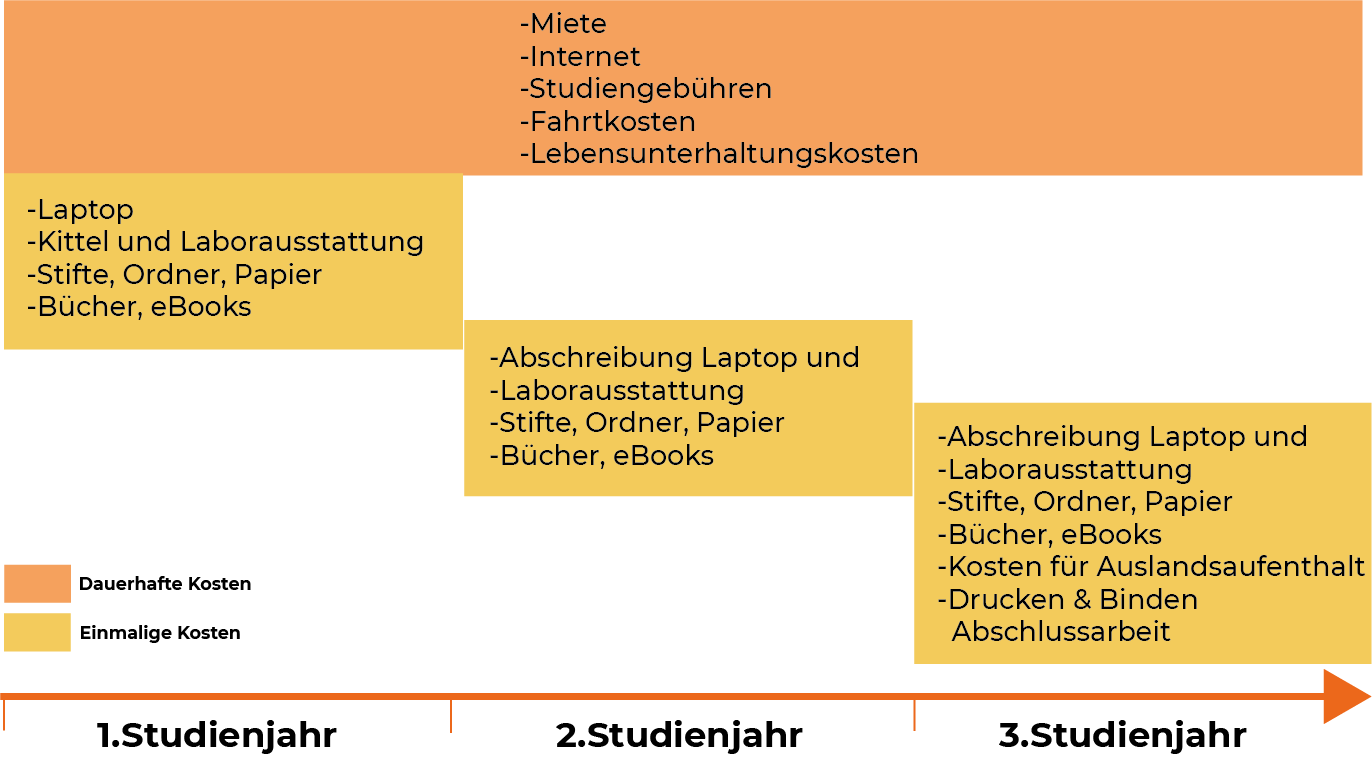 -Miete
-Internet
-Studiengebühren
-Fahrtkosten
-Lebensunterhaltungskosten
-Laptop
-Kittel und Laborausstattung
-Stifte, Ordner, Papier
-Bücher, eBooks
-Abschreibung Laptop und
-Laborausstattung
-Stifte, Ordner, Papier
-Bücher, eBooks
-Abschreibung Laptop und
-Laborausstattung
-Stifte, Ordner, Papier
-Bücher, eBooks
-Kosten für Auslandsaufenthalt
-Drucken & Binden
Abschlussarbeit
Dauerhafte Kosten
Einmalige Kosten
1.Studienjahr
2.Studienjahr
3.Studienjahr